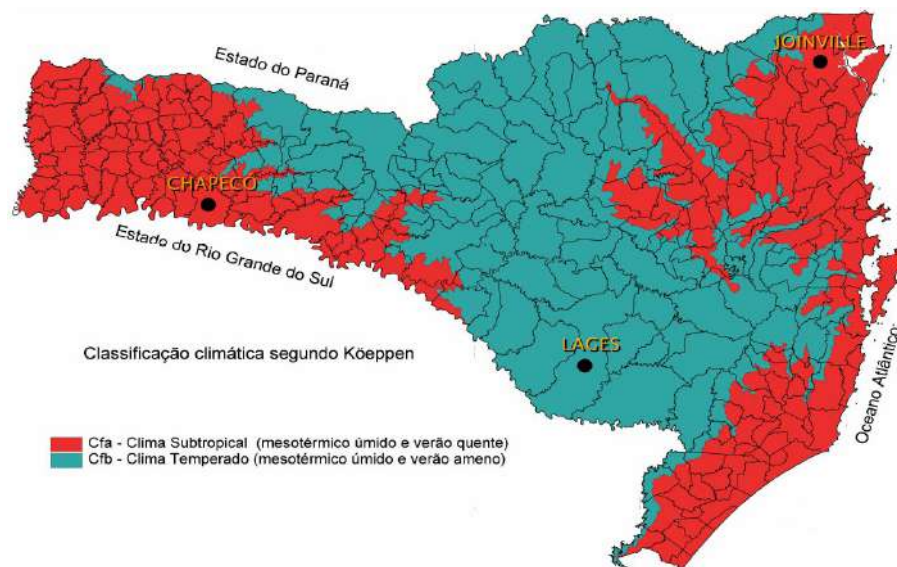 JOINVILLE
Estado do Paraná
CHAPECO
Estado do Rio Grande do Sul
LAGES
Oceano Atlântico
Classificação climática segundo Köeppen
Cfa - Clima Subtropical (mesotérmico úmido e verão quente)
Cfb - Clima Temperado (mesotérmico úmido e verão ameno)